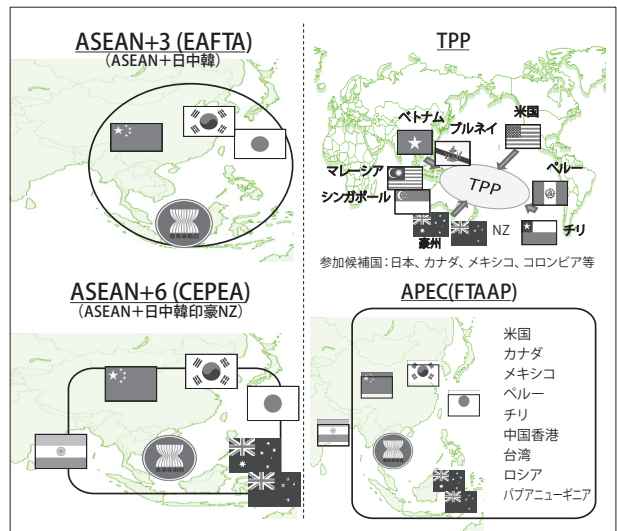 ASEAN+3 (EAFTA)
(ASEAN+日中韓)
TPP
ベトナム
ブルネイ
米国
マレーシア
シンガポール
TPP
ペルー
豪州
NZ
チリ
参加候補国：日本、カナダ、メキシコ、コロンビア等
ASEAN+6 (CEPEA)
(ASEAN+日中韓印豪NZ)
APEC(FTAAP)
米国
カナダ
メキシコ
ペルー
チリ
中国香港
台湾
ロシア
パプアニューギニア